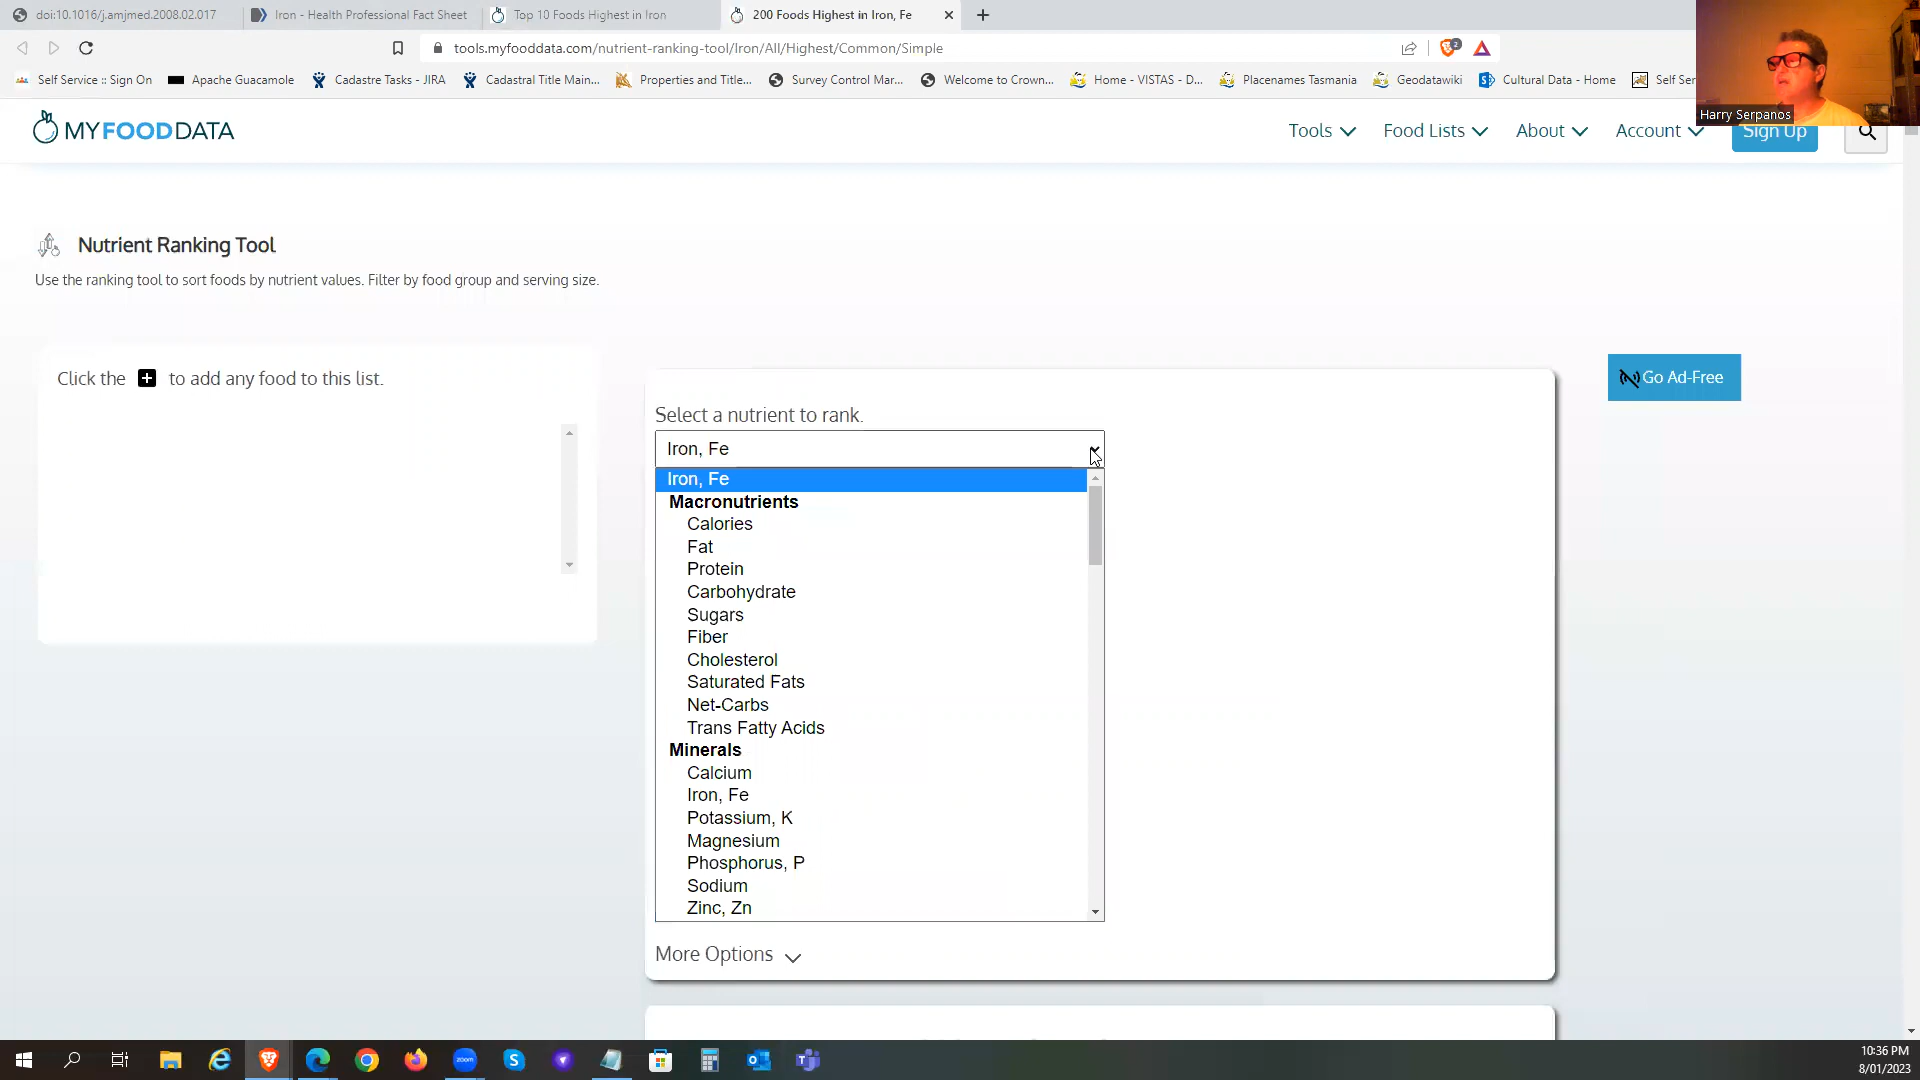 doi:10.1016/j.amjmed.2008.02.017
Iron - Health Professional Fact Sheet
Top 10 Foods Highest in Iron
200 Foods Highest in Iron, Fe
tools.myfooddata.com/nutrient-ranking-tool/Iron/All/Highest/Common/Simple
2
Self Service :: Sign On
Apache Guacamole
Cadastre Tasks - JIRA
Cadastral Title Main...
Properties and Title...
Survey Control Mar...
Welcome to Crown...
Home - VISTAS - D...
Placenames Tasmania
Geodatawiki
Cultural Data - Home
Self Ser
Harry Serpanos
MYFOODDATA
Tools
Food Lists
About
Account
Sign Up
Nutrient Ranking Tool
Use the ranking tool to sort foods by nutrient values. Filter by food group and serving size.
Click the + to add any food to this list.
Go Ad-Free
Select a nutrient to rank.
Iron, Fe
Iron, Fe
Macronutrients
Calories
Fat
Protein
Carbohydrate
Sugars
Fiber
Cholesterol
Saturated Fats
Net-Carbs
Trans Fatty Acids
Minerals
Calcium
Iron, Fe
Potassium, K
Magnesium
Phosphorus, P
Sodium
Zinc, Zn
More Options
zoom
10:36 PM
8/01/2023